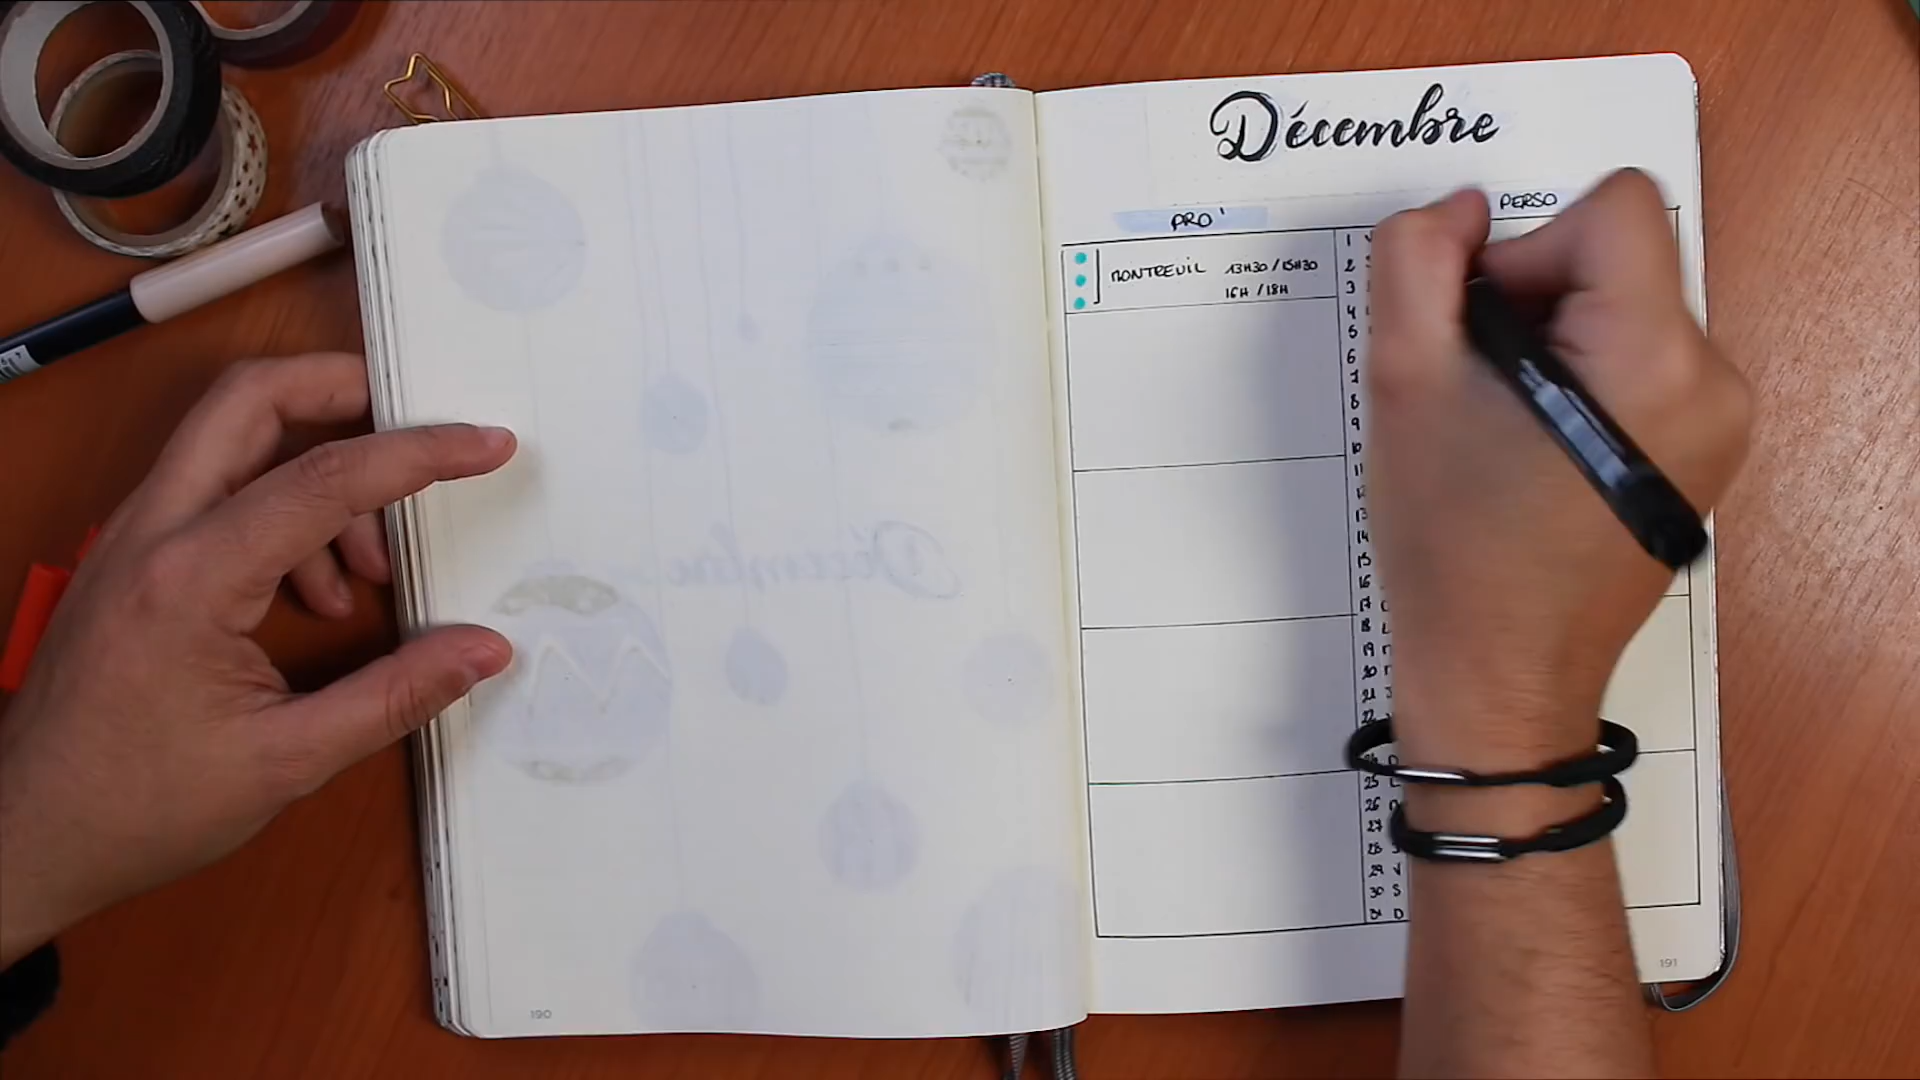 Décembre
PRO'
PERSO
MONTREUIL 13H30 / 15H30
16H / 18H
1 V
2 S
3
4
5
6
7
8
9
10
11
12
13
14
15
16
17 D
18 L
19 M
20 M
21 J
22 V
24 D
25 L
26 M
27
28 J
29 V
30 S
31 D
190
191